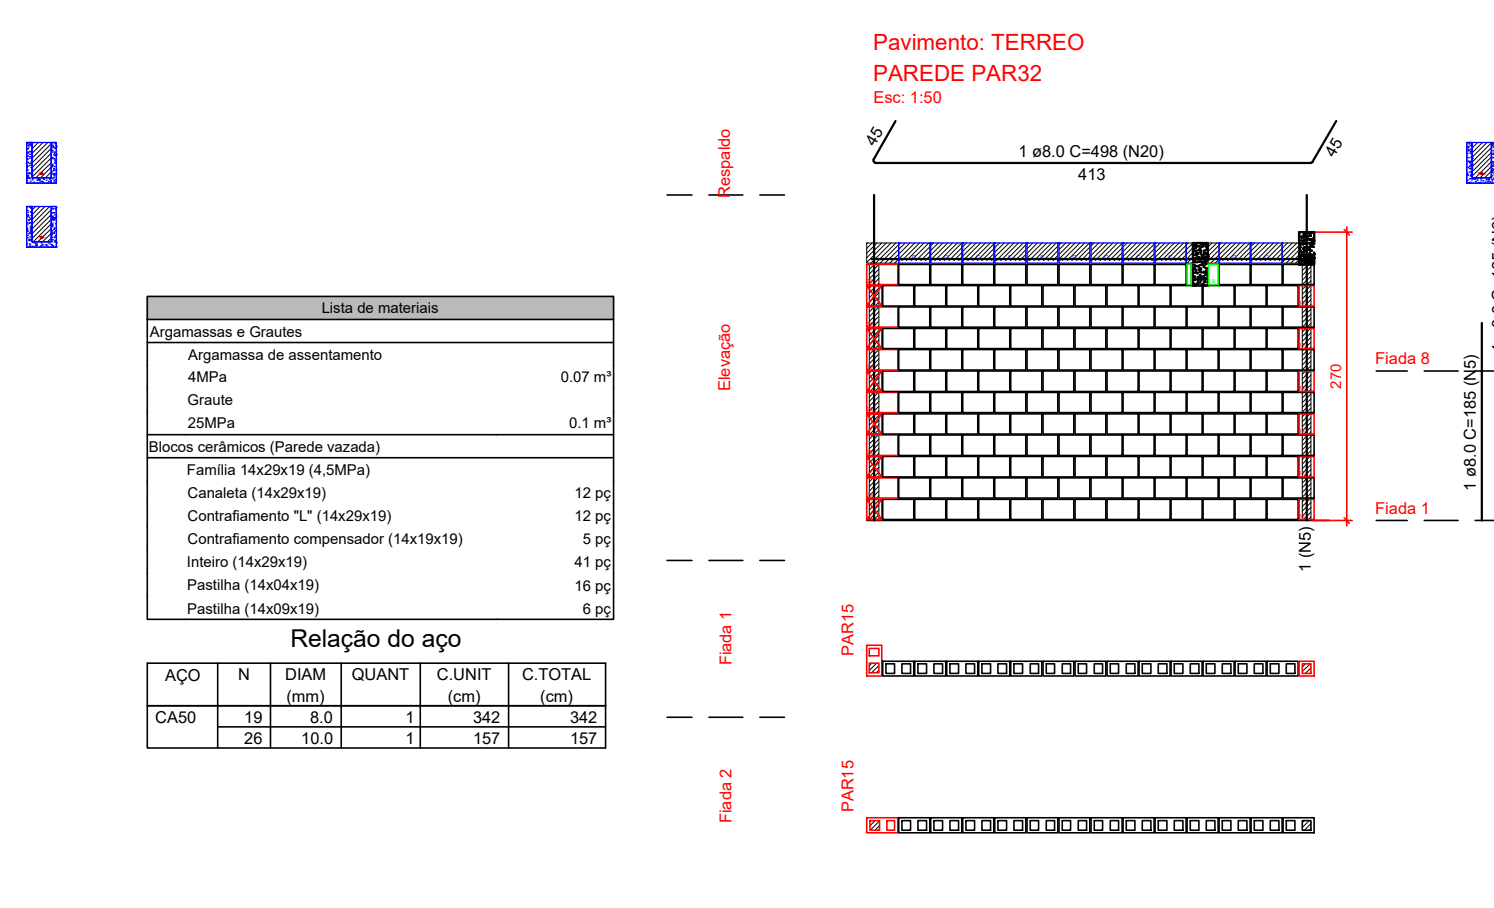 Pavimento: TERREO
PAREDE PAR32
Esc: 1:50
Respaldo
45
1 ø8.0 C=498 (N20)
413
45
Elevação
270
Fiada 8
Fiada 1
1 (N5)
1 ø8.0 C=185 (N5)
Lista de materiais
Argamassas e Grautes
Argamassa de assentamento
4MPa 0.07 m³
Graute
25MPa 0.1 m³
Blocos cerâmicos (Parede vazada)
Família 14x29x19 (4,5MPa)
Canaleta (14x29x19) 12 pç
Contrafiamento "L" (14x29x19) 12 pç
Contrafiamento compensador (14x19x19) 5 pç
Inteiro (14x29x19) 41 pç
Pastilha (14x04x19) 16 pç
Pastilha (14x09x19) 6 pç
Relação do aço
AÇO N DIAM QUANT C.UNIT C.TOTAL
(mm) (cm) (cm)
CA50 19 8.0 1 342 342
26 10.0 1 157 157
Fiada 1
PAR15
Fiada 2
PAR15